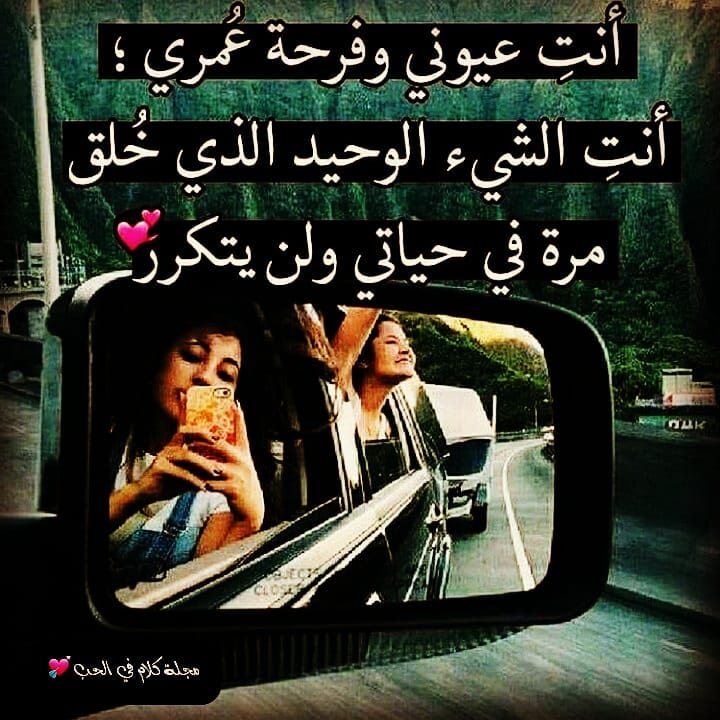 أنتِ عيوني وفرحة عُمري ؛
أنتِ الشيء الوحيد الذي خُلق
مرة في حياتي ولن يتكررَ💕
OBJECTS
CLOSER
مجلة كلام في الحب 💘